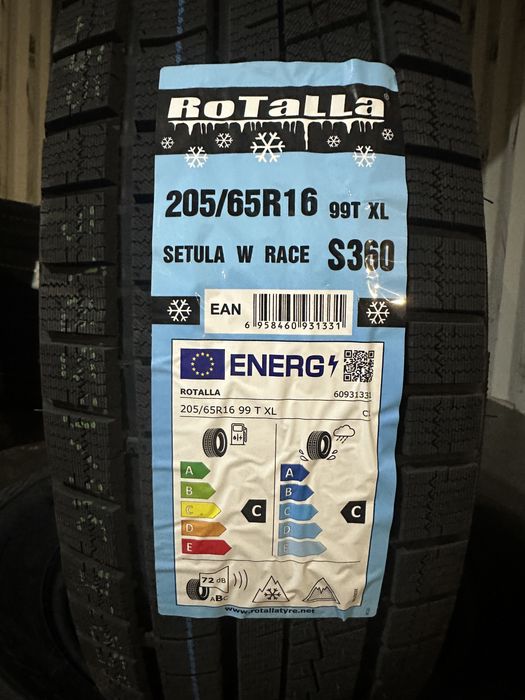 RoTaLLa
205/65R16 99T XL
SETULA W RACE S360
EAN
6 958460 931331
ENERG
ROTALLA 6093133
205/65R16 99 T XL C
A A
B B
C C C C
D D
E E
72 dB
ABC
www.rotallatyre.net